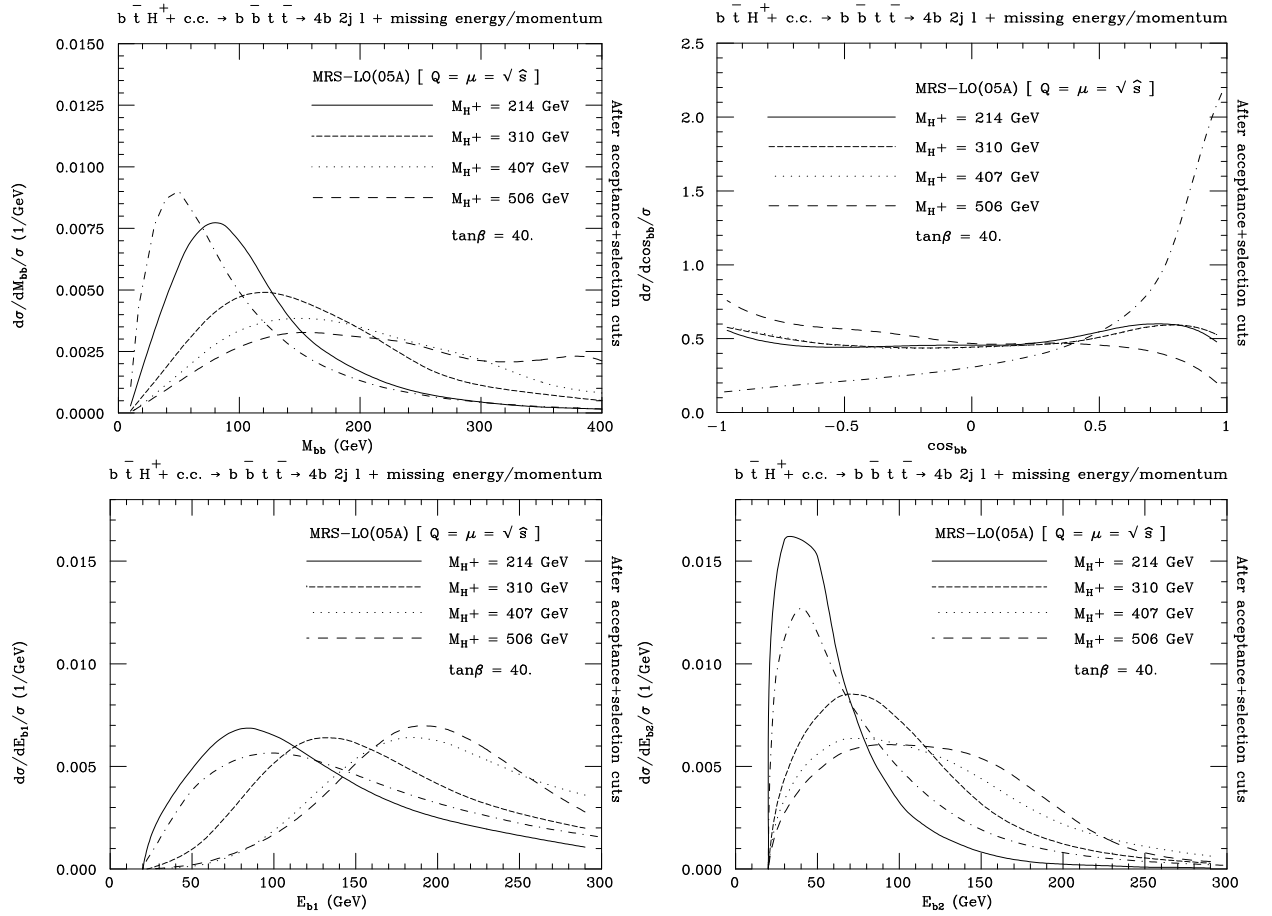 b t̅ H⁺+ c.c. → b b̅ t t̅ → 4b 2j l + missing energy/momentum
MRS-LO(05A) [ Q = μ = √ŝ ]
M_H+ = 214 GeV
M_H+ = 310 GeV
M_H+ = 407 GeV
M_H+ = 506 GeV
tanβ = 40.
After acceptance+selection cuts
dσ/dM_bb/σ (1/GeV)
0.0150
0.0125
0.0100
0.0075
0.0050
0.0025
0.0000
0 100 200 300 400
M_bb (GeV)
b t̅ H⁺+ c.c. → b b̅ t t̅ → 4b 2j l + missing energy/momentum
MRS-LO(05A) [ Q = μ = √ŝ ]
M_H+ = 214 GeV
M_H+ = 310 GeV
M_H+ = 407 GeV
M_H+ = 506 GeV
tanβ = 40.
After acceptance+selection cuts
dσ/dcos_bb/σ
2.5
2.0
1.5
1.0
0.5
0.0
−1 −0.5 0 0.5 1
cos_bb
b t̅ H⁺+ c.c. → b b̅ t t̅ → 4b 2j l + missing energy/momentum
MRS-LO(05A) [ Q = μ = √ŝ ]
M_H+ = 214 GeV
M_H+ = 310 GeV
M_H+ = 407 GeV
M_H+ = 506 GeV
tanβ = 40.
After acceptance+selection cuts
dσ/dE_b1/σ (1/GeV)
0.015
0.010
0.005
0.000
0 50 100 150 200 250 300
E_b1 (GeV)
b t̅ H⁺+ c.c. → b b̅ t t̅ → 4b 2j l + missing energy/momentum
MRS-LO(05A) [ Q = μ = √ŝ ]
M_H+ = 214 GeV
M_H+ = 310 GeV
M_H+ = 407 GeV
M_H+ = 506 GeV
tanβ = 40.
After acceptance+selection cuts
dσ/dE_b2/σ (1/GeV)
0.015
0.010
0.005
0.000
0 50 100 150 200 250 300
E_b2 (GeV)